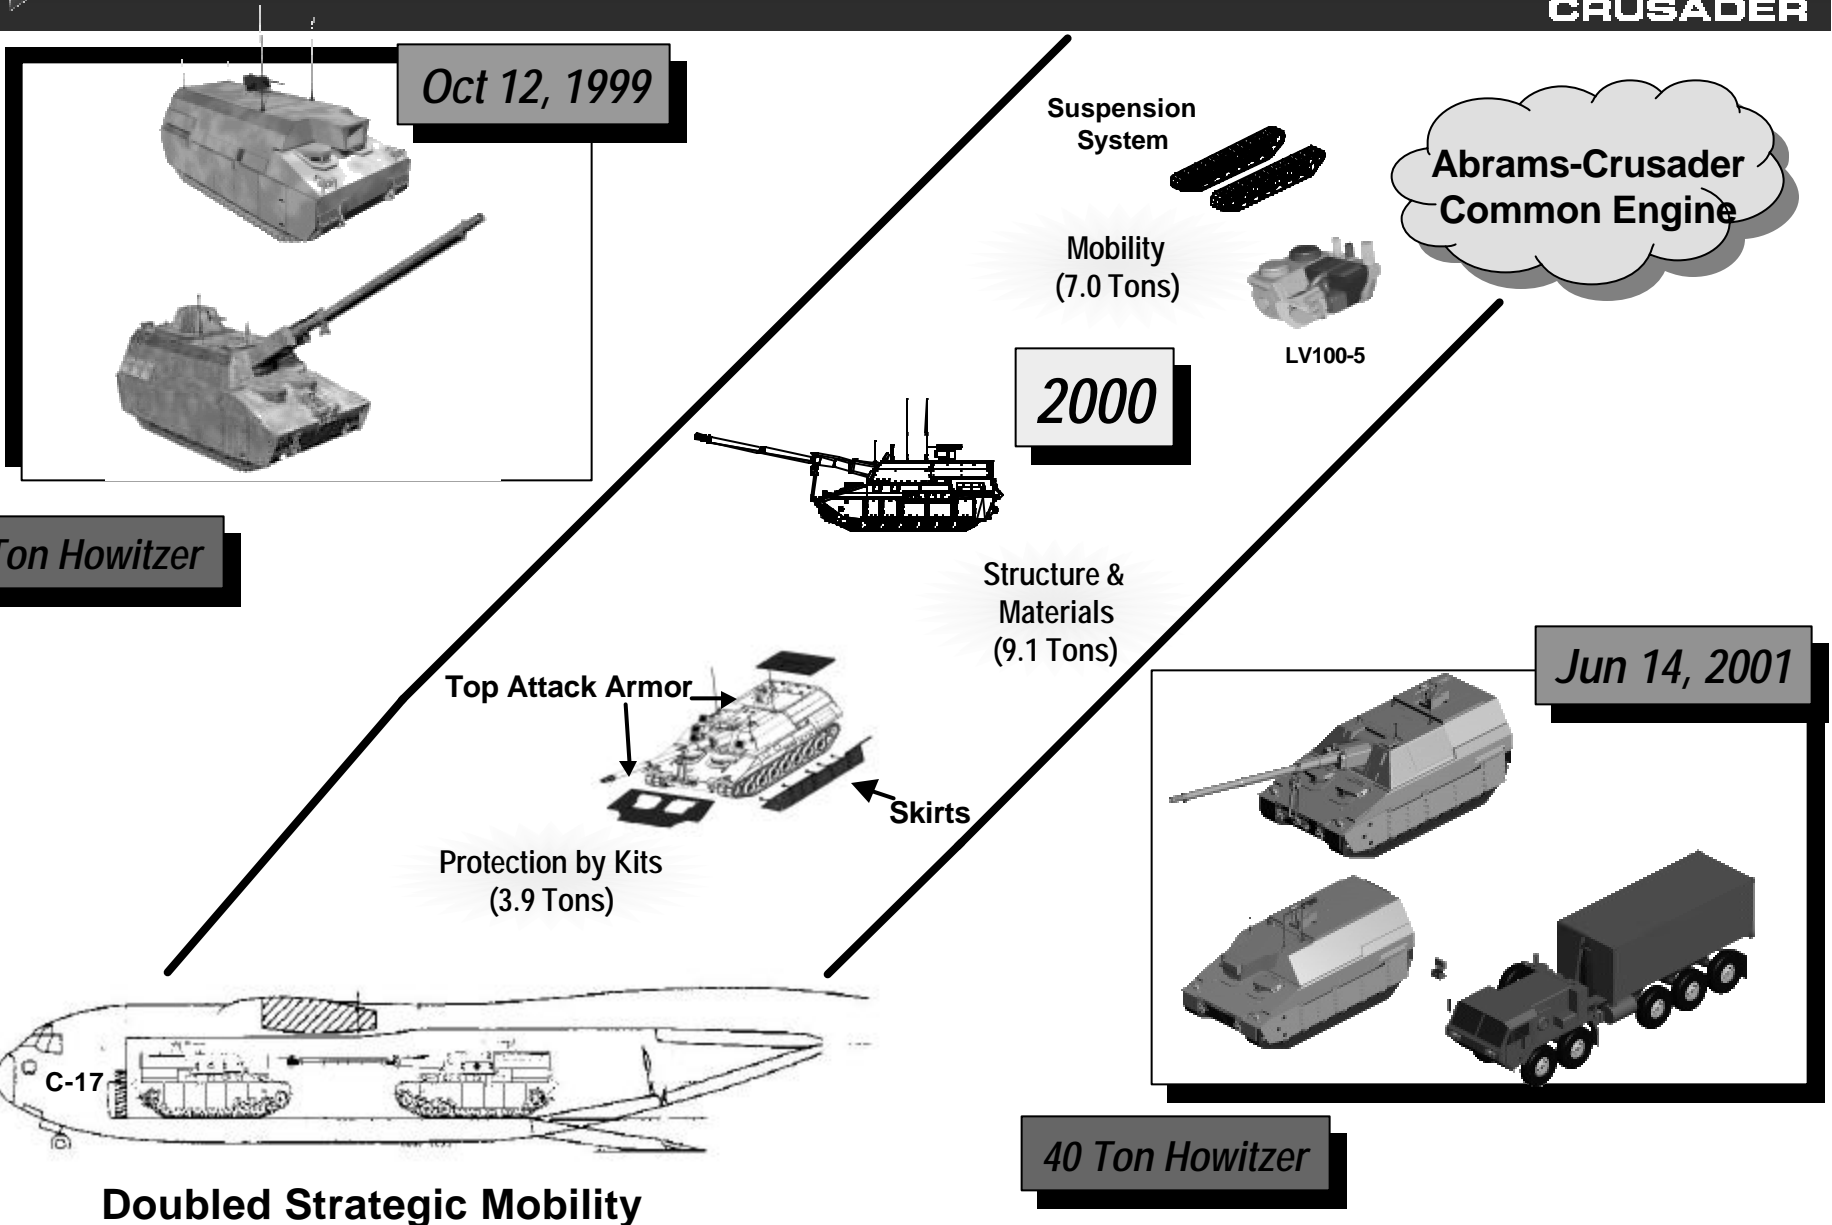 CRUSADER
Oct 12, 1999
Ton Howitzer
Suspension
System
Abrams-Crusader
Common Engine
Mobility
(7.0 Tons)
LV100-5
2000
Structure &
Materials
(9.1 Tons)
Top Attack Armor
Skirts
Protection by Kits
(3.9 Tons)
Jun 14, 2001
C-17
40 Ton Howitzer
Doubled Strategic Mobility